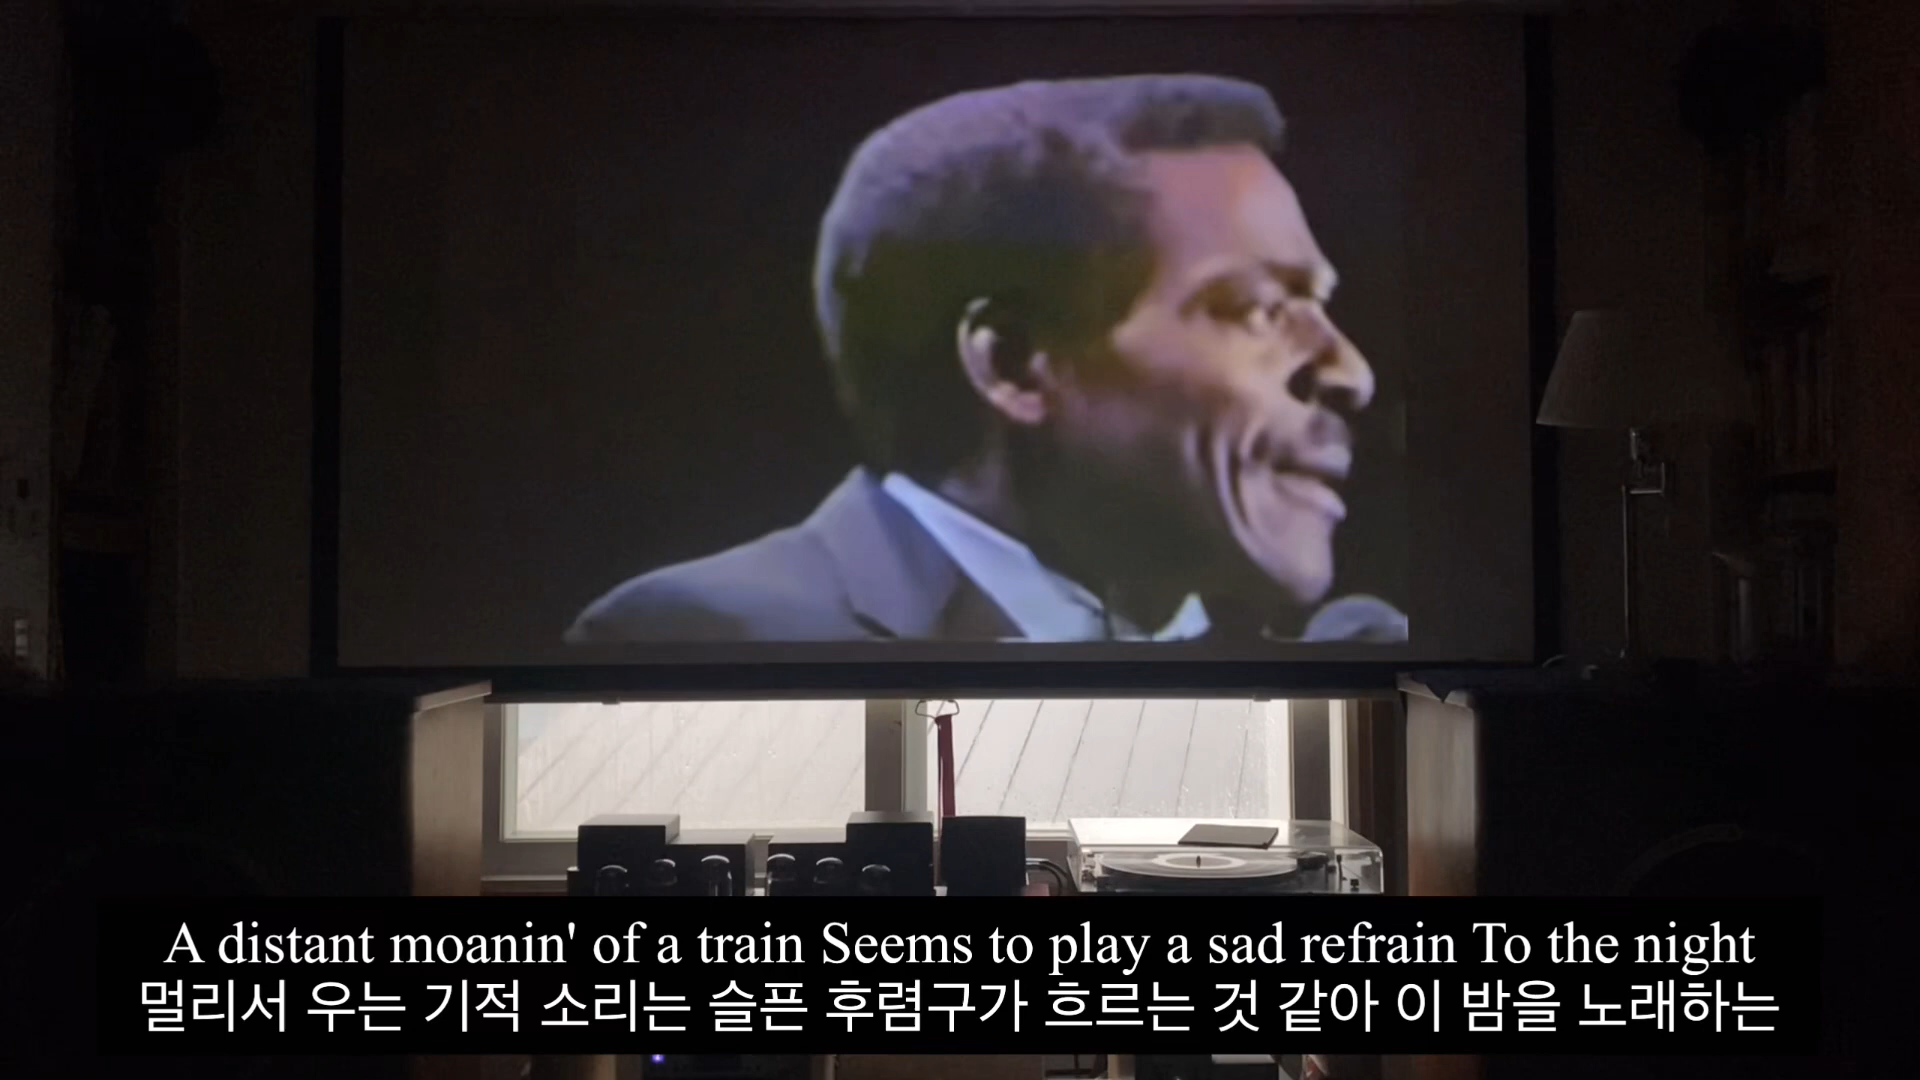 A distant moanin' of a train Seems to play a sad refrain To the night
멀리서 우는 기적 소리는 슬픈 후렴구가 흐르는 것 같아 이 밤을 노래하는